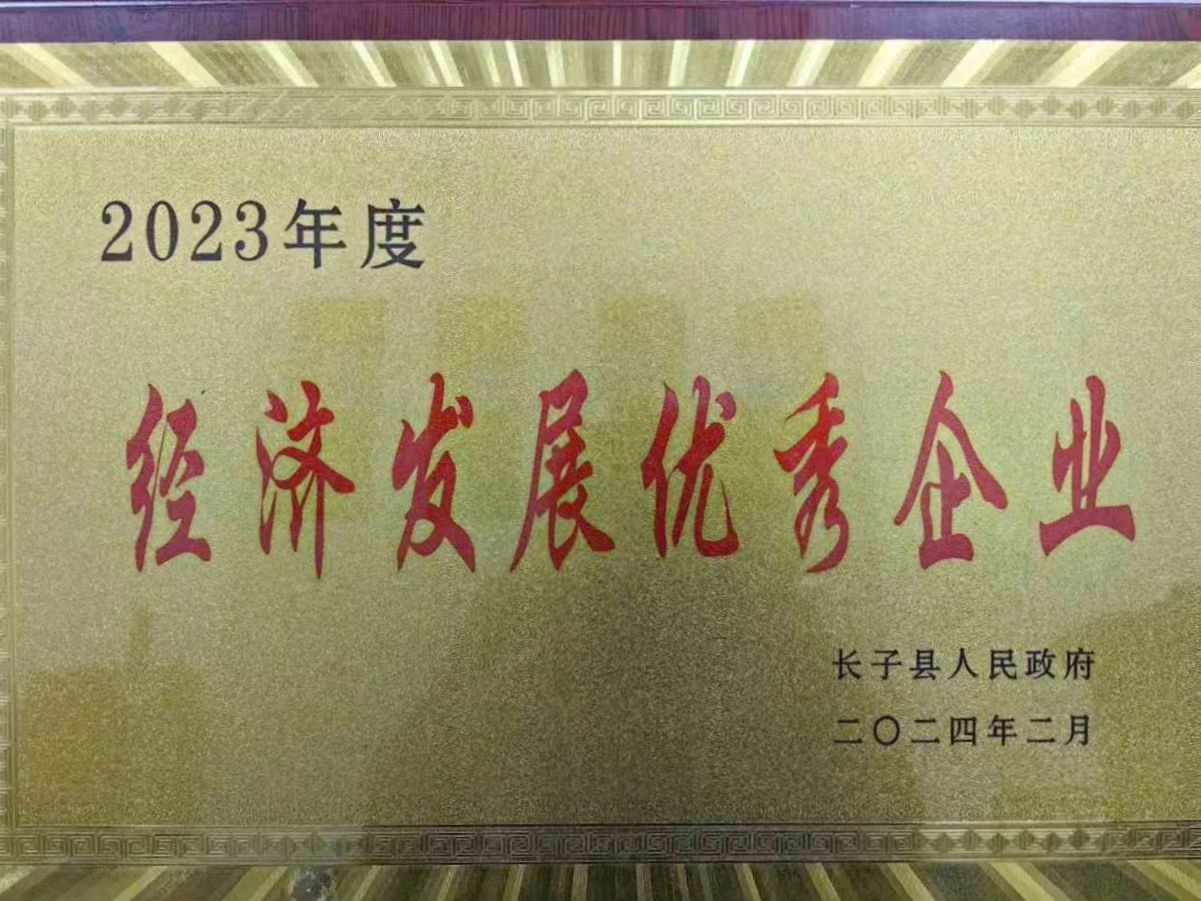 2023年度
经济发展优秀企业
长子县人民政府
二〇二四年二月